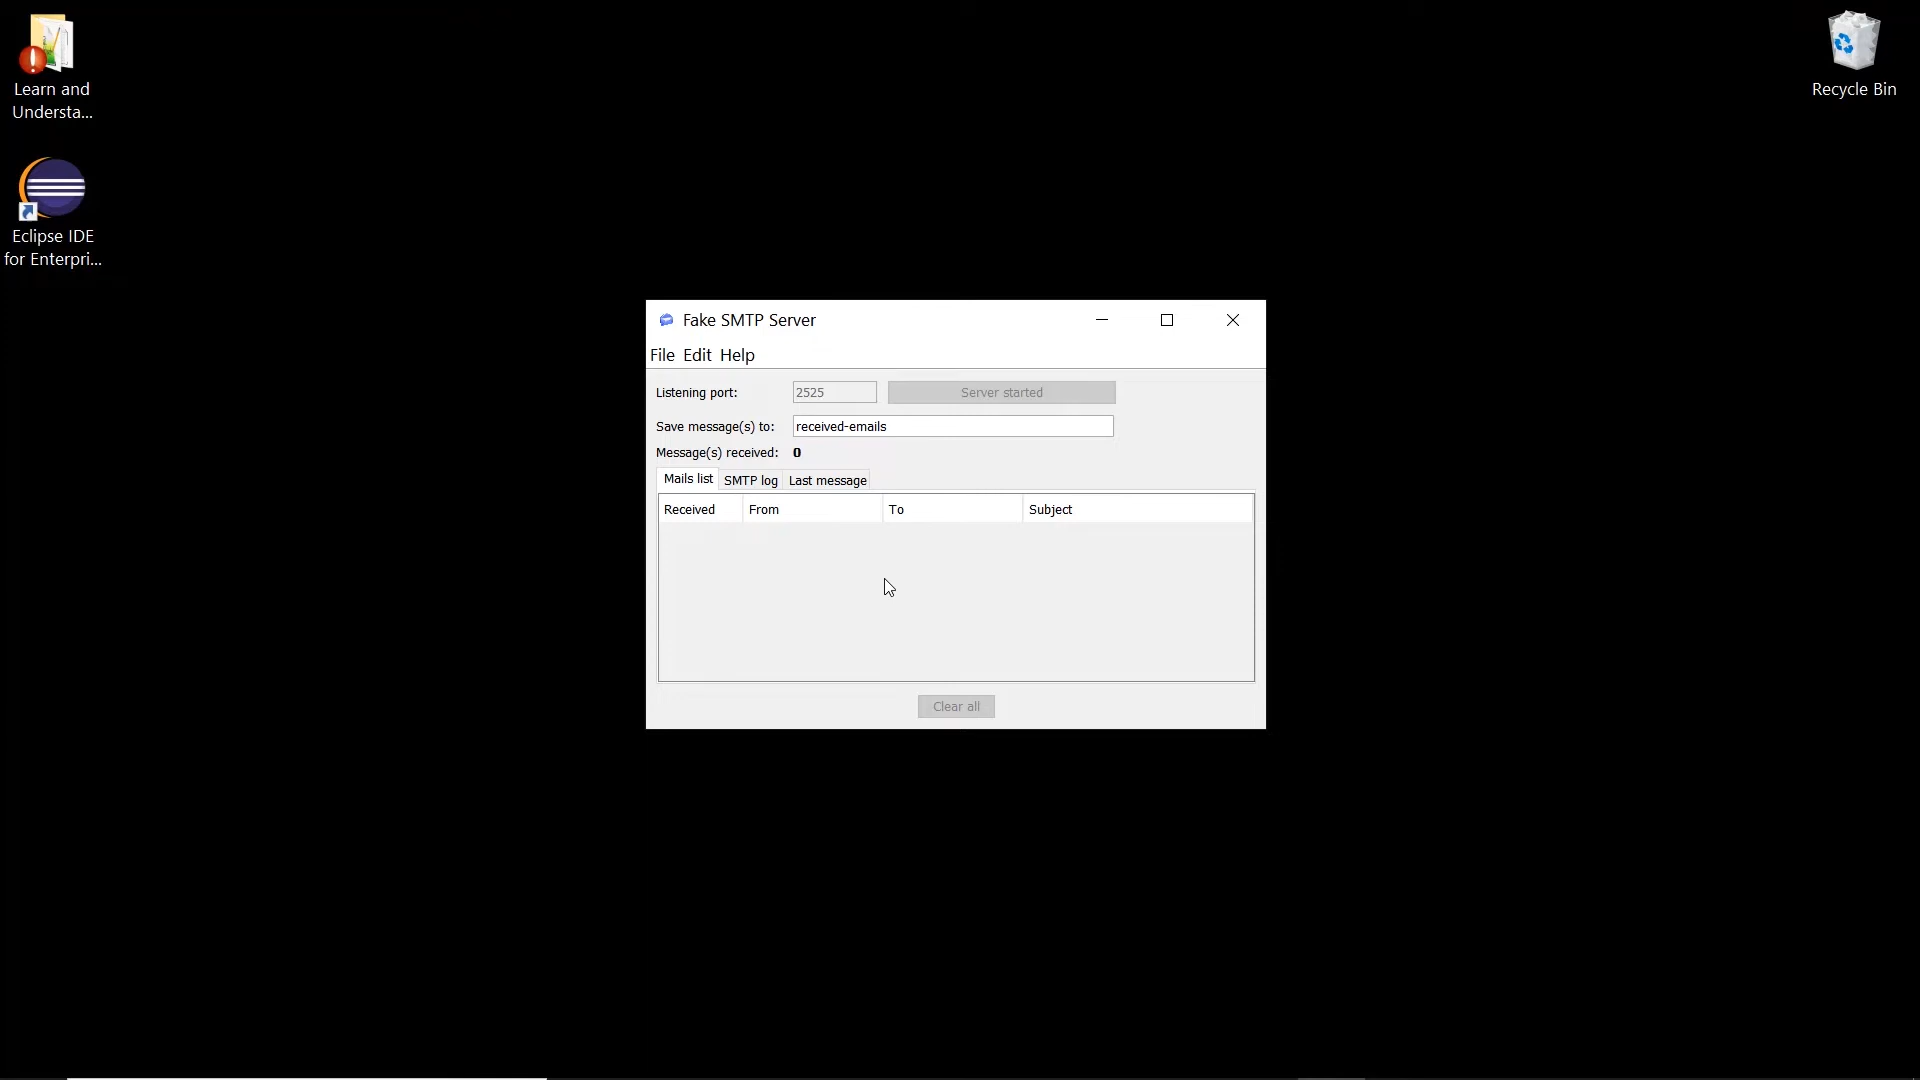 Learn and
Understa...
Eclipse IDE
for Enterpri...
Recycle Bin
Fake SMTP Server
File Edit Help
Listening port: 2525 Server started
Save message(s) to: received-emails
Message(s) received: 0
Mails list SMTP log Last message
Received From To Subject
Clear all